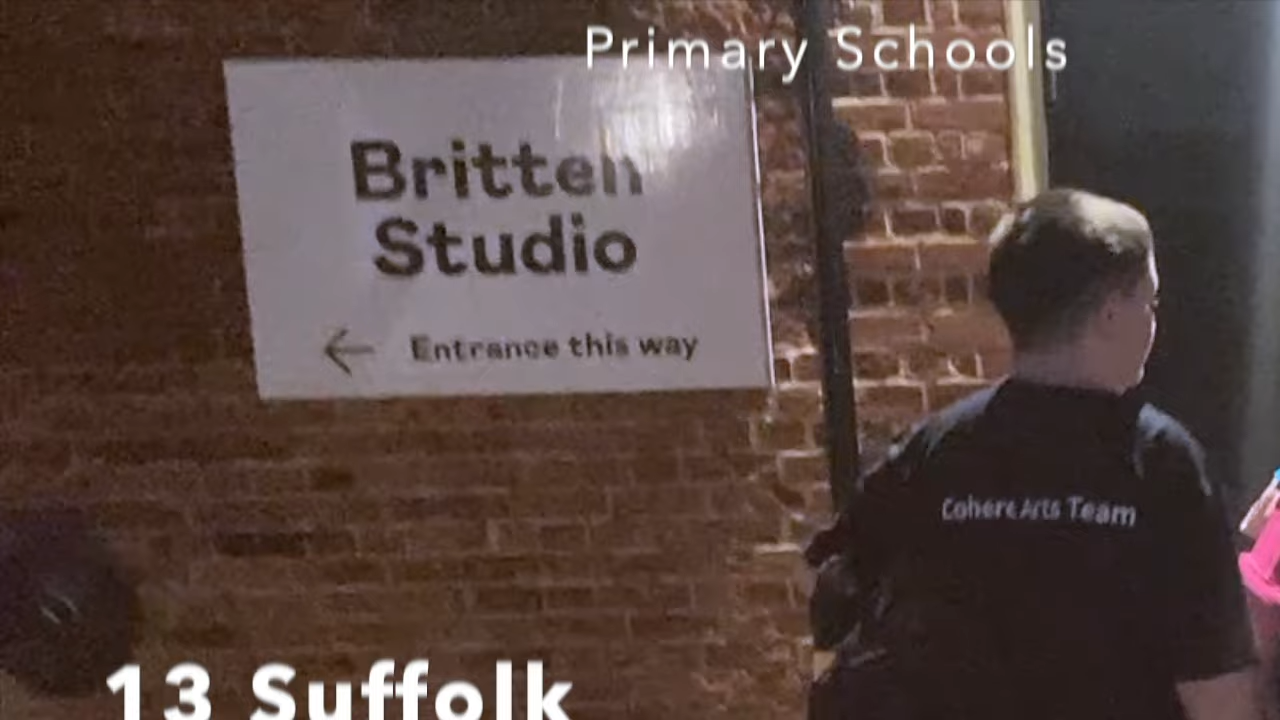 Primary Schools
Britten
Studio
← Entrance this way
Cohere Arts Team
13 Suffolk